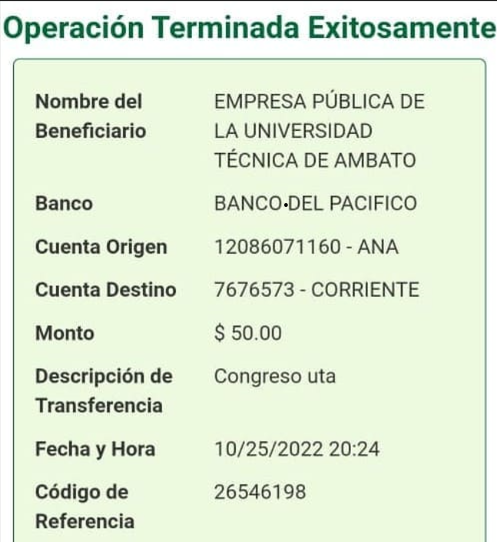 Operación Terminada Exitosamente
Nombre del Beneficiario
EMPRESA PÚBLICA DE LA UNIVERSIDAD TÉCNICA DE AMBATO
Banco BANCO DEL PACIFICO
Cuenta Origen 12086071160 - ANA
Cuenta Destino 7676573 - CORRIENTE
Monto $ 50.00
Descripción de Transferencia
Congreso uta
Fecha y Hora 10/25/2022 20:24
Código de Referencia
26546198